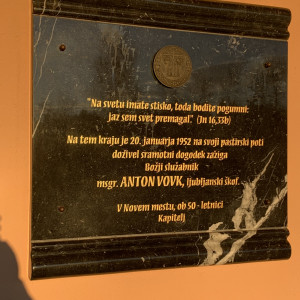 "Na svetu imate stisko, toda bodite pogumni:
jaz sem svet premagal." (Jn 16,33b)
Na tem kraju je 20. januarja 1952 na svoji pastirski poti
doživel sramotni dogodek zažiga
Božji služabnik
msgr. ANTON VOVK, ljubljanski škof.
V Novem mestu, ob 50 - letnici
Kapitelj